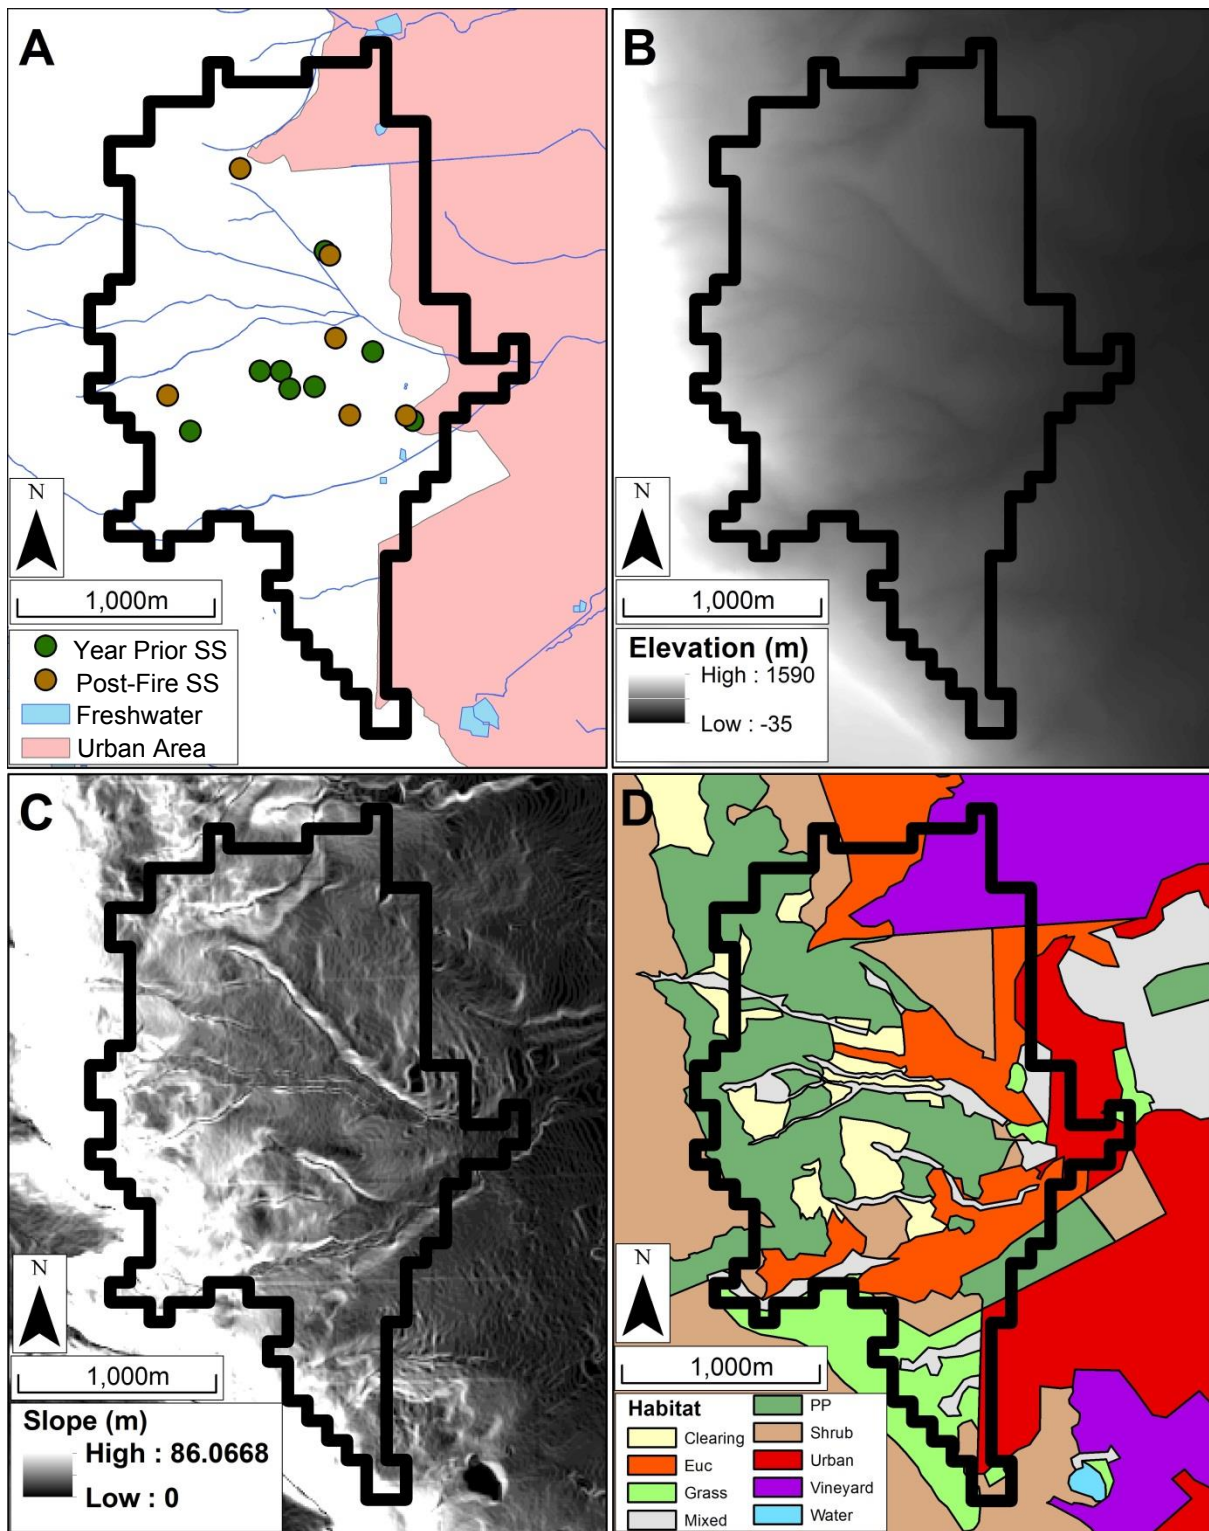 A
N
1,000m
Year Prior SS
Post-Fire SS
Freshwater
Urban Area
B
N
1,000m
Elevation (m)
High : 1590
Low : -35
C
N
1,000m
Slope (m)
High : 86.0668
Low : 0
D
N
1,000m
Habitat
Clearing
Euc
Grass
Mixed
PP
Shrub
Urban
Vineyard
Water